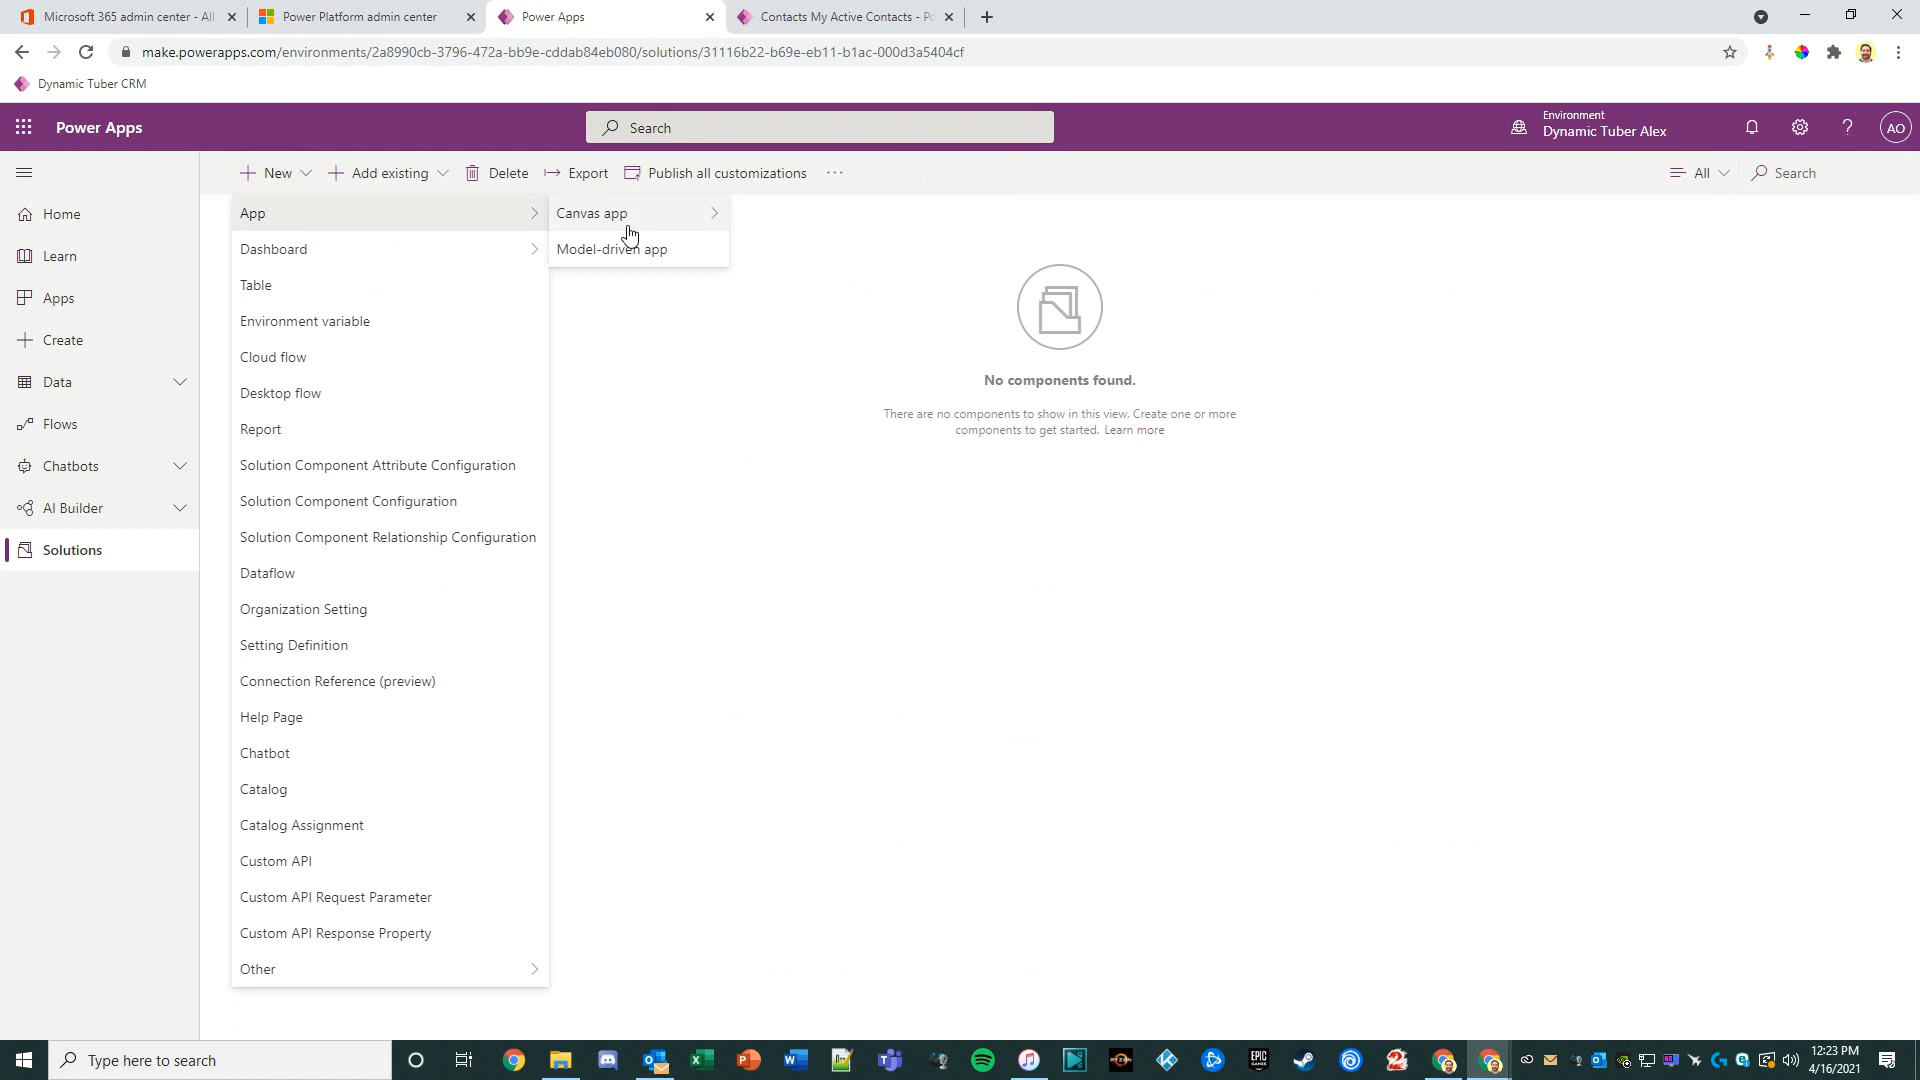 Microsoft 365 admin center - All
Power Platform admin center
Power Apps
Contacts My Active Contacts - Po
make.powerapps.com/environments/2a8990cb-3796-472a-bb9e-cddab84eb080/solutions/31116b22-b69e-eb11-b1ac-000d3a5404cf
Dynamic Tuber CRM
Power Apps
Search
Environment
Dynamic Tuber Alex
AO
New
Add existing
Delete
Export
Publish all customizations
All
Search
Home
Learn
Apps
Create
Data
Flows
Chatbots
AI Builder
Solutions
App
Dashboard
Table
Environment variable
Cloud flow
Desktop flow
Report
Solution Component Attribute Configuration
Solution Component Configuration
Solution Component Relationship Configuration
Dataflow
Organization Setting
Setting Definition
Connection Reference (preview)
Help Page
Chatbot
Catalog
Catalog Assignment
Custom API
Custom API Request Parameter
Custom API Response Property
Other
Canvas app
Model-driven app
No components found.
There are no components to show in this view. Create one or more
components to get started. Learn more
Type here to search
EPIC
GAMES
RYZEN
12:23 PM
4/16/2021